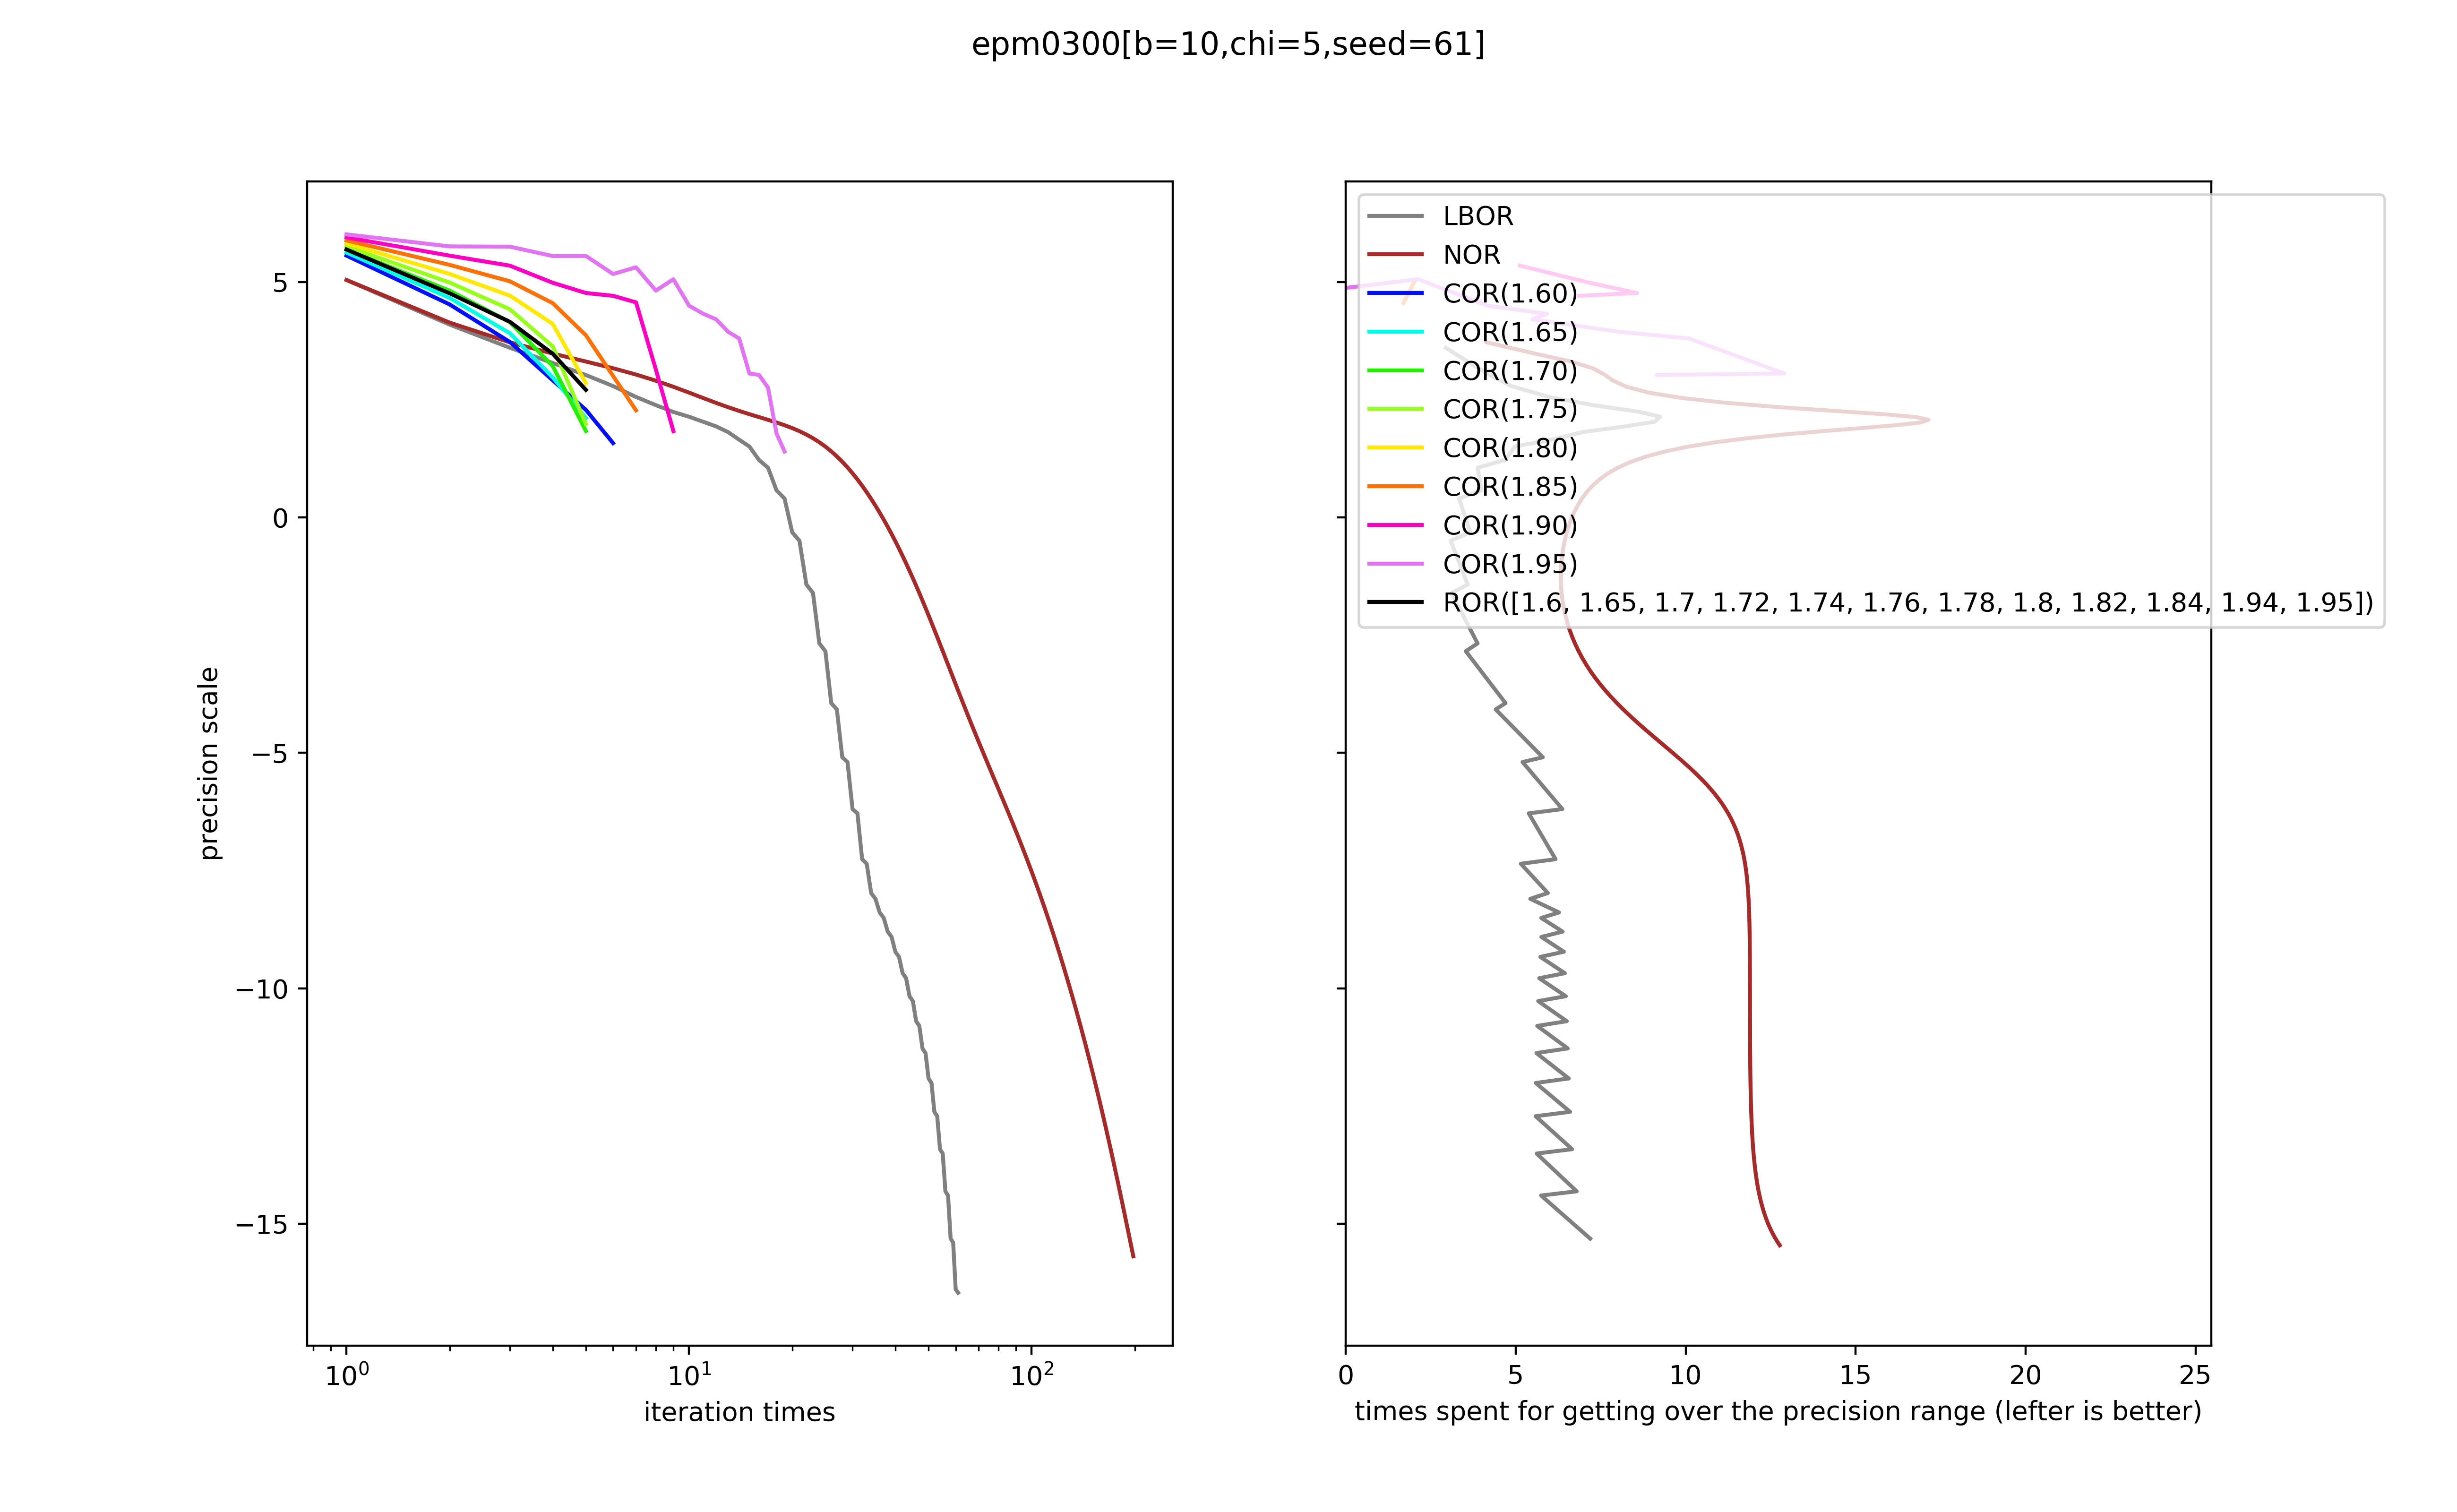 epm0300[b=10,chi=5,seed=61]
precision scale
5
0
−5
−10
−15
10⁰ 10¹ 10²
iteration times
LBOR
NOR
COR(1.60)
COR(1.65)
COR(1.70)
COR(1.75)
COR(1.80)
COR(1.85)
COR(1.90)
COR(1.95)
ROR([1.6, 1.65, 1.7, 1.72, 1.74, 1.76, 1.78, 1.8, 1.82, 1.84, 1.94, 1.95])
0 5 10 15 20 25
times spent for getting over the precision range (lefter is better)